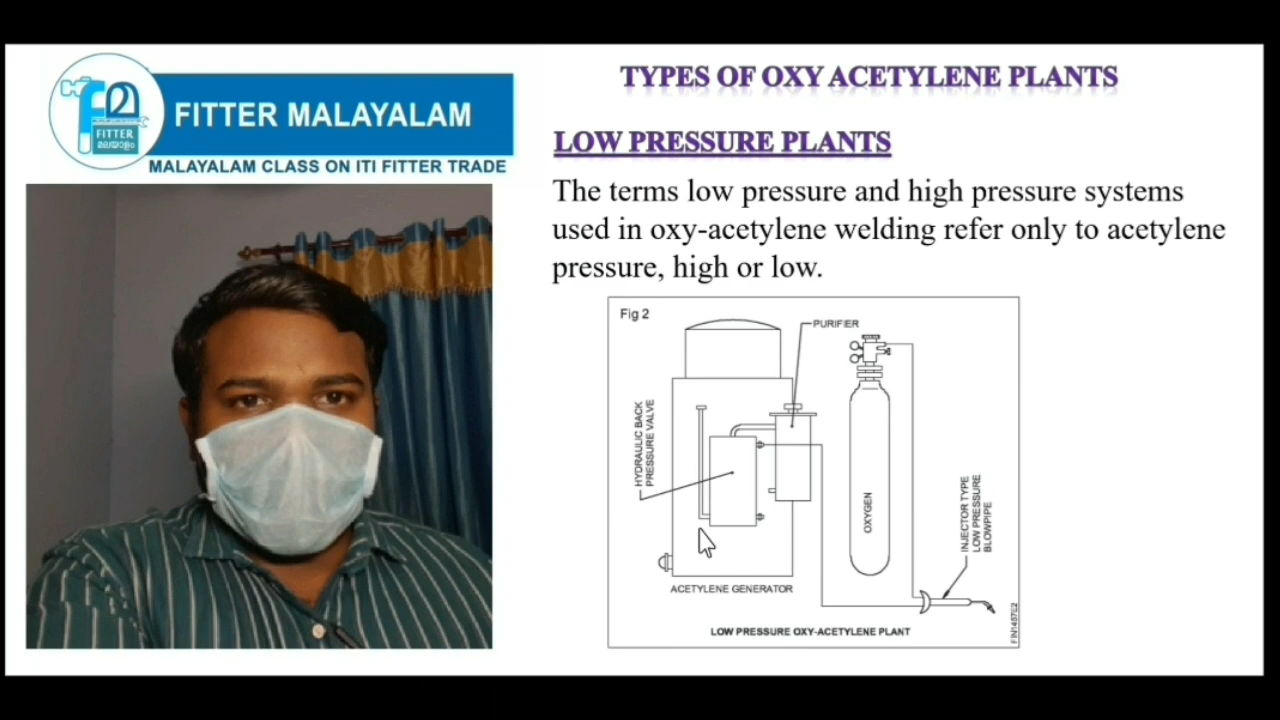 FITTER
മലയാളം
FITTER MALAYALAM
MALAYALAM CLASS ON ITI FITTER TRADE
TYPES OF OXY ACETYLENE PLANTS
LOW PRESSURE PLANTS
The terms low pressure and high pressure systems
used in oxy-acetylene welding refer only to acetylene
pressure, high or low.
Fig 2
PURIFIER
HYDRAULIC BACK
PRESSURE VALVE
OXYGEN
INJECTOR TYPE
LOW PRESSURE
BLOWPIPE
ACETYLENE GENERATOR
LOW PRESSURE OXY-ACETYLENE PLANT